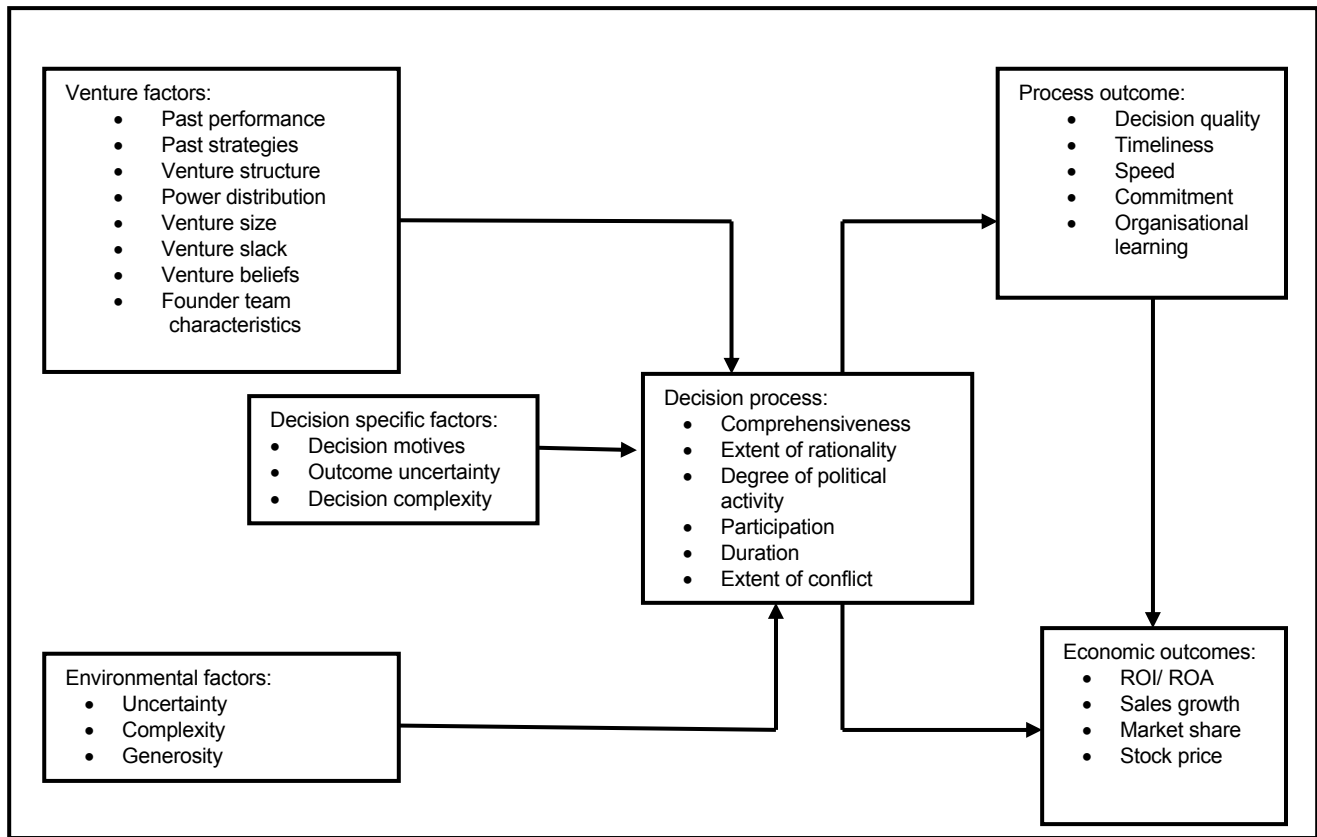 Venture factors:
• Past performance
• Past strategies
• Venture structure
• Power distribution
• Venture size
• Venture slack
• Venture beliefs
• Founder team
characteristics
Process outcome:
• Decision quality
• Timeliness
• Speed
• Commitment
• Organisational
learning
Decision specific factors:
• Decision motives
• Outcome uncertainty
• Decision complexity
Decision process:
• Comprehensiveness
• Extent of rationality
• Degree of political
activity
• Participation
• Duration
• Extent of conflict
Environmental factors:
• Uncertainty
• Complexity
• Generosity
Economic outcomes:
• ROI/ ROA
• Sales growth
• Market share
• Stock price